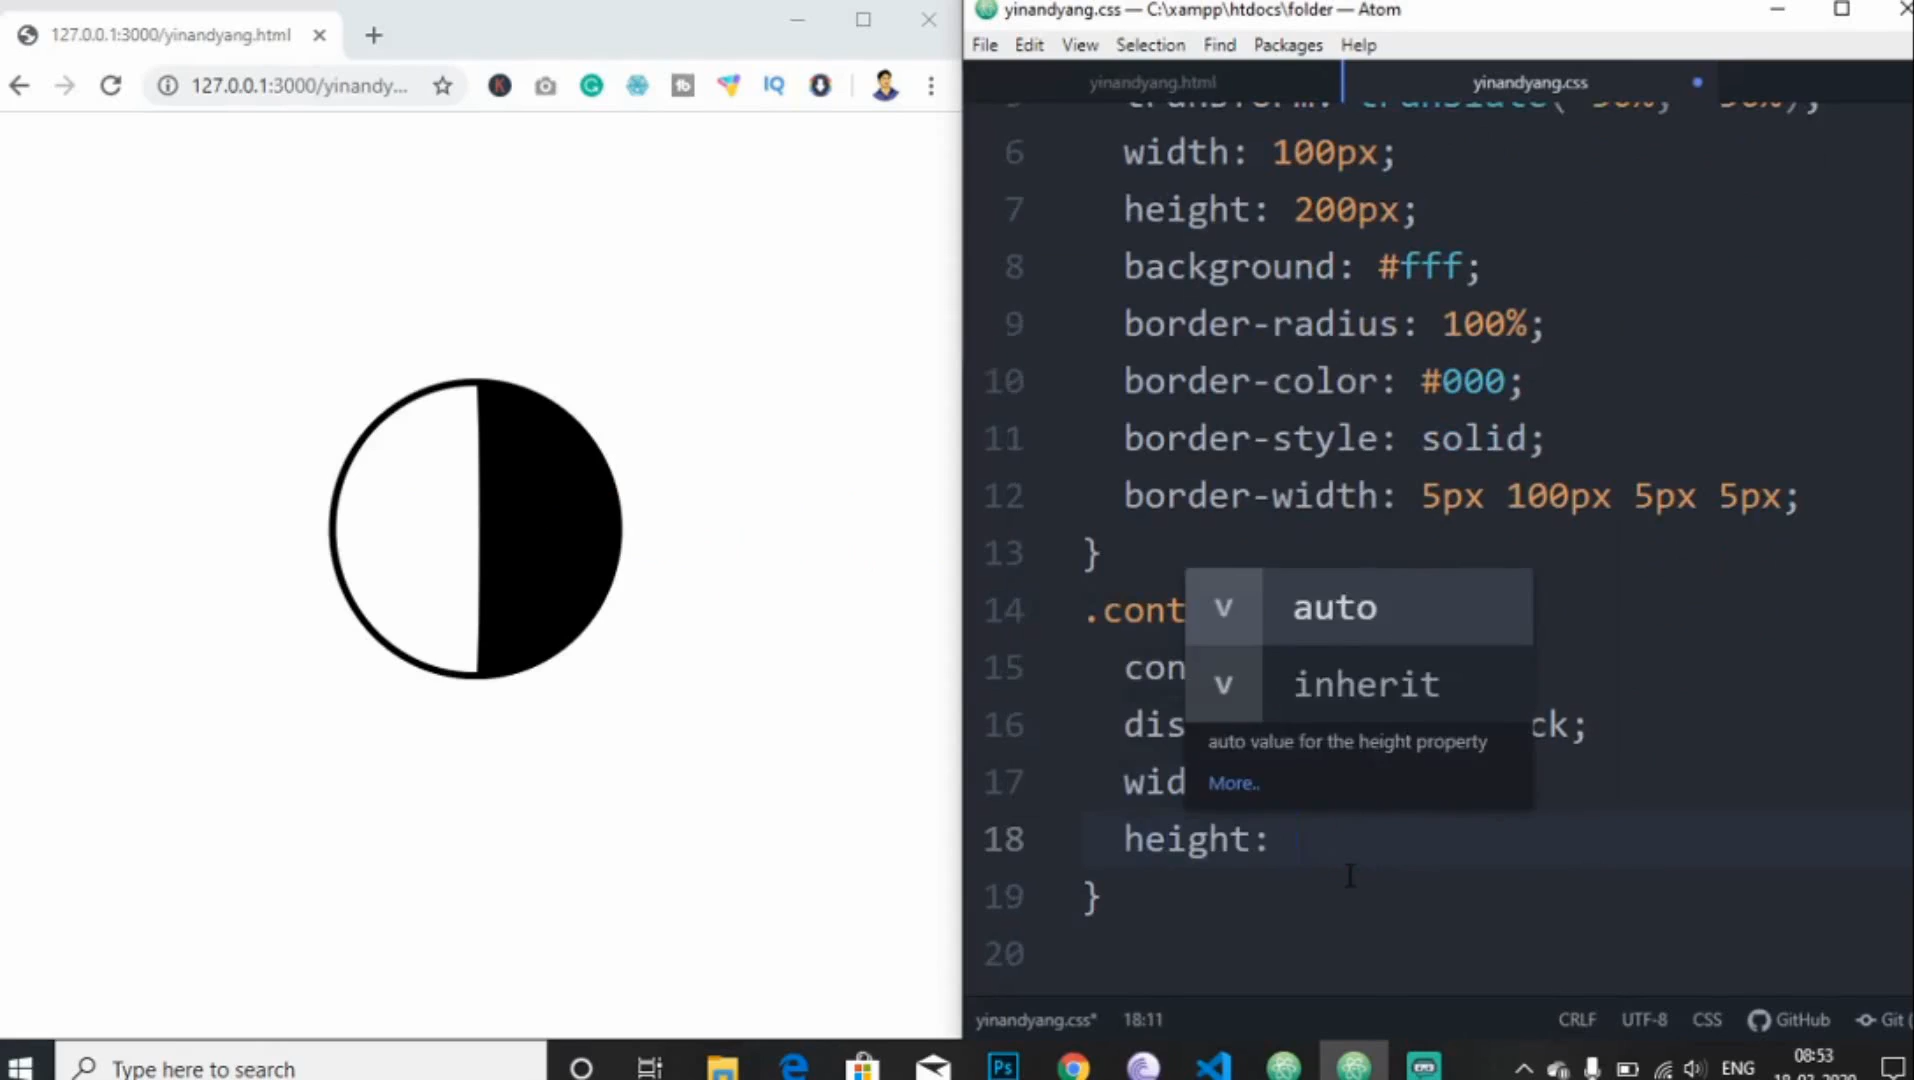 127.0.0.1:3000/yinandyang.html
127.0.0.1:3000/yinandy...
K
IQ
yinandyang.css — C:\xampp\htdocs\folder — Atom
File Edit View Selection Find Packages Help
yinandyang.html yinandyang.css
6 width: 100px;
7 height: 200px;
8 background: #fff;
9 border-radius: 100%;
10 border-color: #000;
11 border-style: solid;
12 border-width: 5px 100px 5px 5px;
13 }
14 .cont
v auto
15 con
v inherit
16 dis ck;
auto value for the height property
17 wid
More..
18 height:
19 }
20
yinandyang.css* 18:11 CRLF UTF-8 CSS GitHub Git (
Type here to search
Ps
ENG
08:53